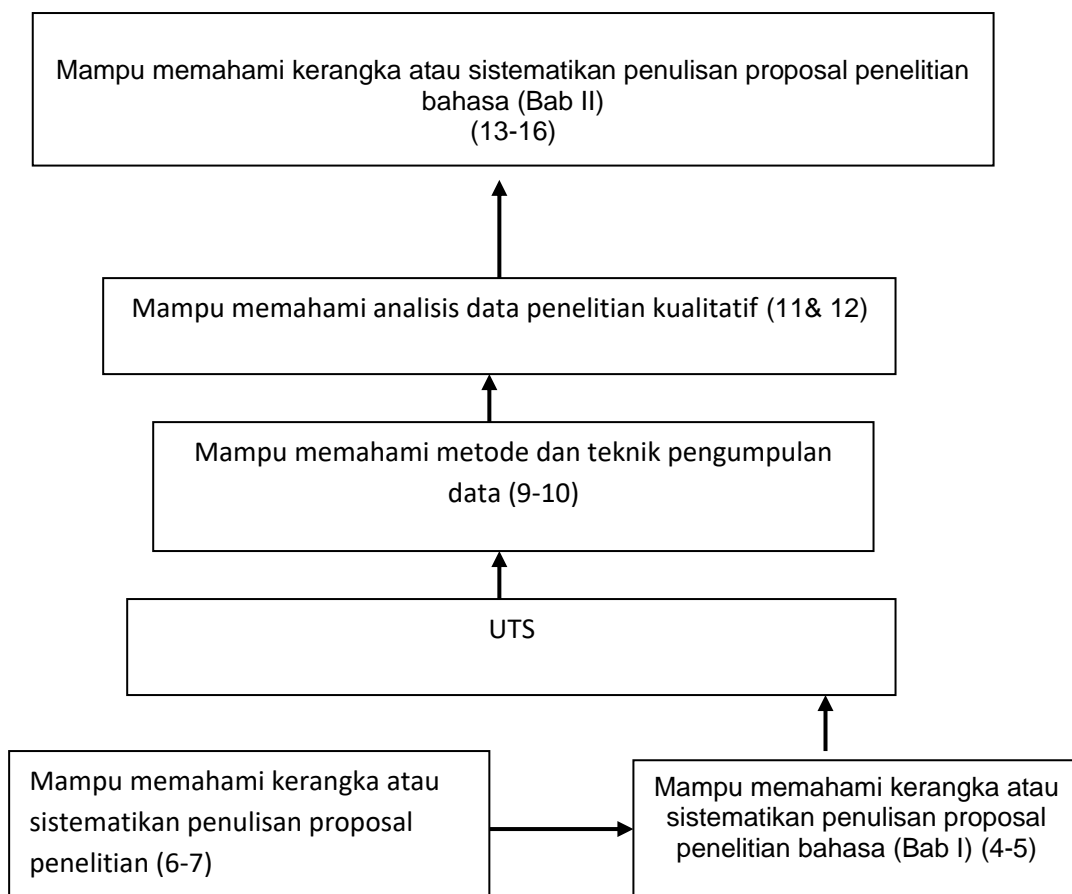 Mampu memahami kerangka atau sistematikan penulisan proposal penelitian
bahasa (Bab II)
(13-16)
Mampu memahami analisis data penelitian kualitatif (11& 12)
Mampu memahami metode dan teknik pengumpulan
data (9-10)
UTS
Mampu memahami kerangka atau
sistematikan penulisan proposal
penelitian (6-7)
Mampu memahami kerangka atau
sistematikan penulisan proposal
penelitian bahasa (Bab I) (4-5)